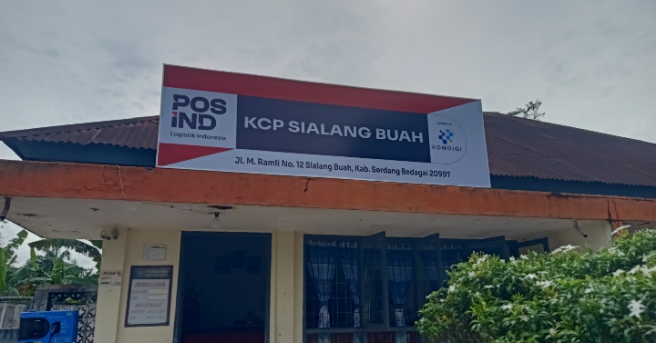 POS
IND
Logistik Indonesia
KCP SIALANG BUAH
KOMDIGI
Jl. M. Ramli No. 12 Sialang Buah, Kab. Serdang Bedagai 20997